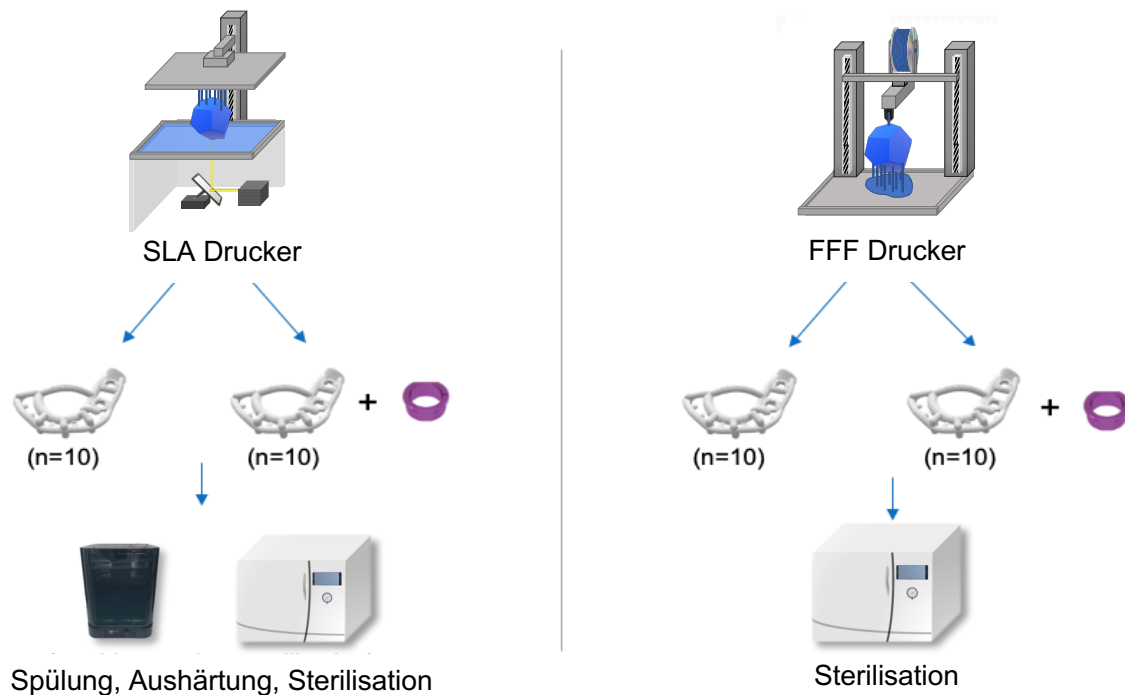 SLA Drucker
FFF Drucker
+
+
(n=10)
(n=10)
(n=10)
(n=10)
Spülung, Aushärtung, Sterilisation
Sterilisation